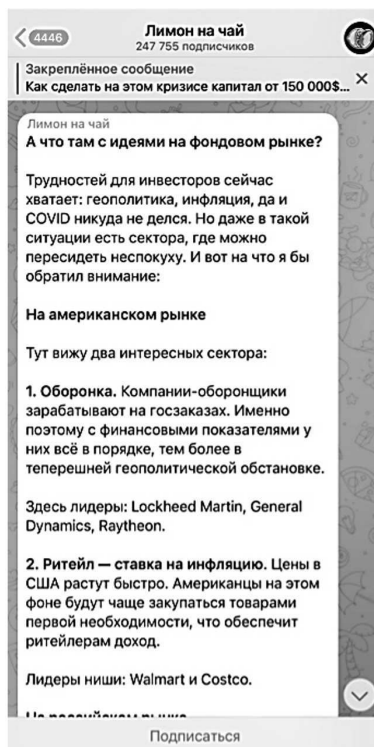 4446
Лимон на чай
247 755 подписчиков
Закреплённое сообщение
Как сделать на этом кризисе капитал от 150 000$...
Лимон на чай
А что там с идеями на фондовом рынке?
Трудностей для инвесторов сейчас
хватает: геополитика, инфляция, да и
COVID никуда не делся. Но даже в такой
ситуации есть сектора, где можно
пересидеть неспокуху. И вот на что я бы
обратил внимание:
На американском рынке
Тут вижу два интересных сектора:
1. Оборонка. Компании-оборонщики
зарабатывают на госзаказах. Именно
поэтому с финансовыми показателями у
них всё в порядке, тем более в
теперешней геополитической обстановке.
Здесь лидеры: Lockheed Martin, General
Dynamics, Raytheon.
2. Ритейл — ставка на инфляцию. Цены в
США растут быстро. Американцы на этом
фоне будут чаще закупаться товарами
первой необходимости, что обеспечит
ритейлерам доход.
Лидеры ниши: Walmart и Costco.
На российском рынке
Подписаться